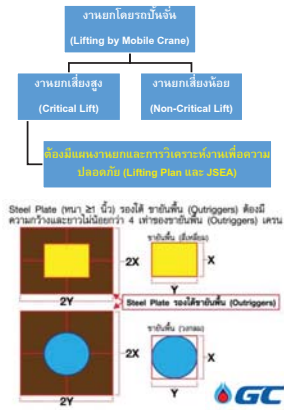 งานยกโดยรถปั้นจั่น
(Lifting by Mobile Crane)
งานยกเสี่ยงสูง
(Critical Lift)
งานยกเสี่ยงน้อย
(Non-Critical Lift)
ต้องมีแผนงานยกและการวิเคราะห์งานเพื่อความ
ปลอดภัย (Lifting Plan และ JSEA)
Steel Plate (หนา ≥1 นิ้ว) รองใต้ ขายันพื้น (Outriggers) ต้องมี
ความกว้างและยาวไม่น้อยกว่า 4 เท่าของขายันพื้น (Outriggers) เครน
ขายันพื้น (สี่เหลี่ยม)
2X
X
2Y
Y
Steel Plate รองใต้ขายันพื้น (Outriggers)
ขายันพื้น (วงกลม)
2X
X
2Y
Y
GC